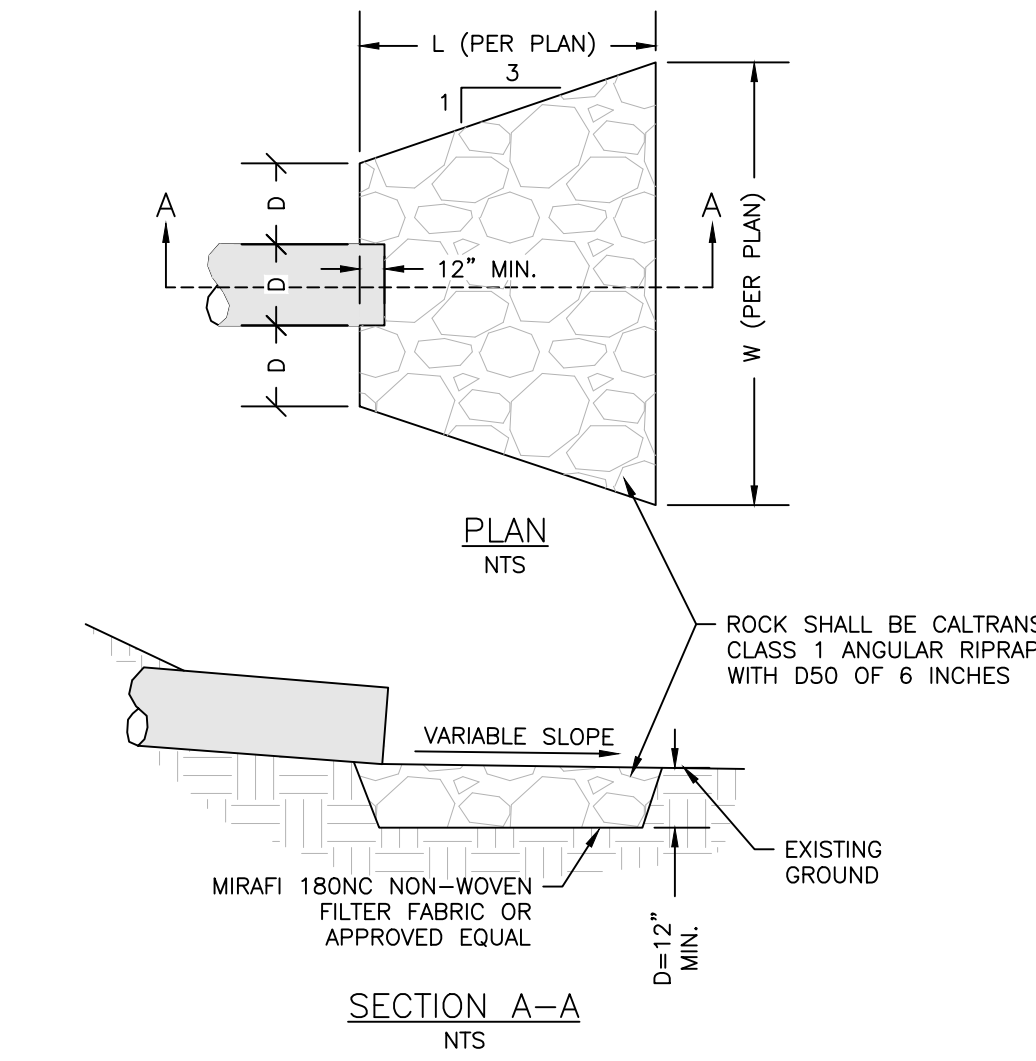 L (PER PLAN)
3
1
D
A
A
12” MIN.
D
W (PER PLAN)
D
PLAN
NTS
ROCK SHALL BE CALTRANS
CLASS 1 ANGULAR RIPRAP
WITH D50 OF 6 INCHES
VARIABLE SLOPE
EXISTING
GROUND
MIRAFI 180NC NON-WOVEN
FILTER FABRIC OR
APPROVED EQUAL
D=12”
MIN.
SECTION A-A
NTS